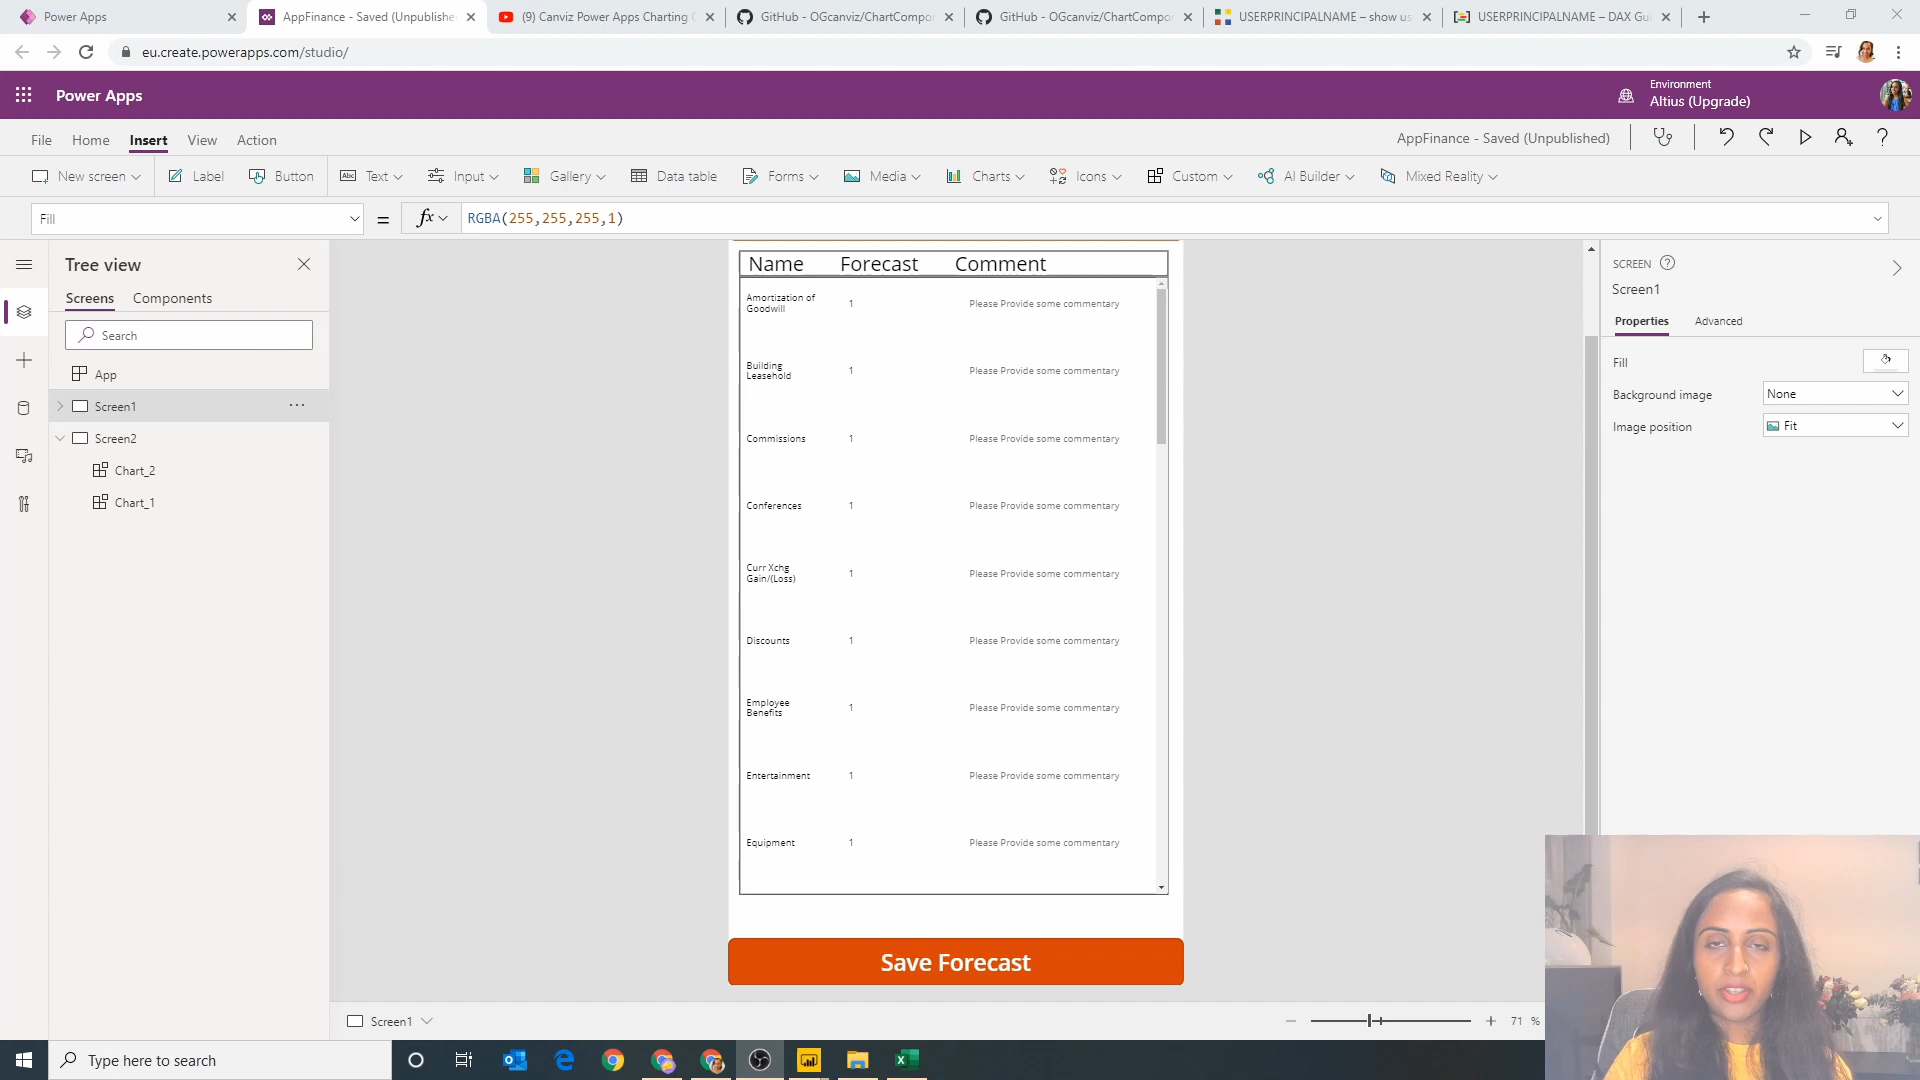 Power Apps
AppFinance - Saved (Unpublishe
(9) Canviz Power Apps Charting
GitHub - OGcanviz/ChartCompo
GitHub - OGcanviz/ChartCompo
USERPRINCIPALNAME – show us
USERPRINCIPALNAME – DAX Gu
eu.create.powerapps.com/studio/
Power Apps
Environment
Altius (Upgrade)
File Home Insert View Action
AppFinance - Saved (Unpublished)
New screen Label Button Text Input Gallery Data table Forms Media Charts Icons Custom AI Builder Mixed Reality
Fill = fx RGBA(255,255,255,1)
Tree view
Screens Components
Search
App
Screen1
Screen2
Chart_2
Chart_1
Name Forecast Comment
Amortization of
Goodwill
1 Please Provide some commentary
Building
Leasehold
1 Please Provide some commentary
Commissions 1 Please Provide some commentary
Conferences 1 Please Provide some commentary
Curr Xchg
Gain/(Loss)
1 Please Provide some commentary
Discounts 1 Please Provide some commentary
Employee
Benefits
1 Please Provide some commentary
Entertainment 1 Please Provide some commentary
Equipment 1 Please Provide some commentary
Save Forecast
SCREEN
Screen1
Properties Advanced
Fill
Background image None
Image position Fit
Screen1
71 %
Type here to search